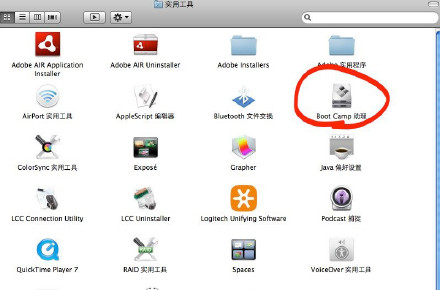 实用工具
Adobe AIR Application
Installer
Adobe AIR Uninstaller
Adobe Installers
Adobe 实用程序
AirPort 实用工具
AppleScript 编辑器
Bluetooth 文件交换
Boot Camp 助理
ColorSync 实用工具
Exposé
Grapher
Java 偏好设置
LCC Connection Utility
LCC Uninstaller
Logitech Unifying Software
Podcast 捕捉
QuickTime Player 7
RAID 实用工具
Spaces
VoiceOver 实用工具